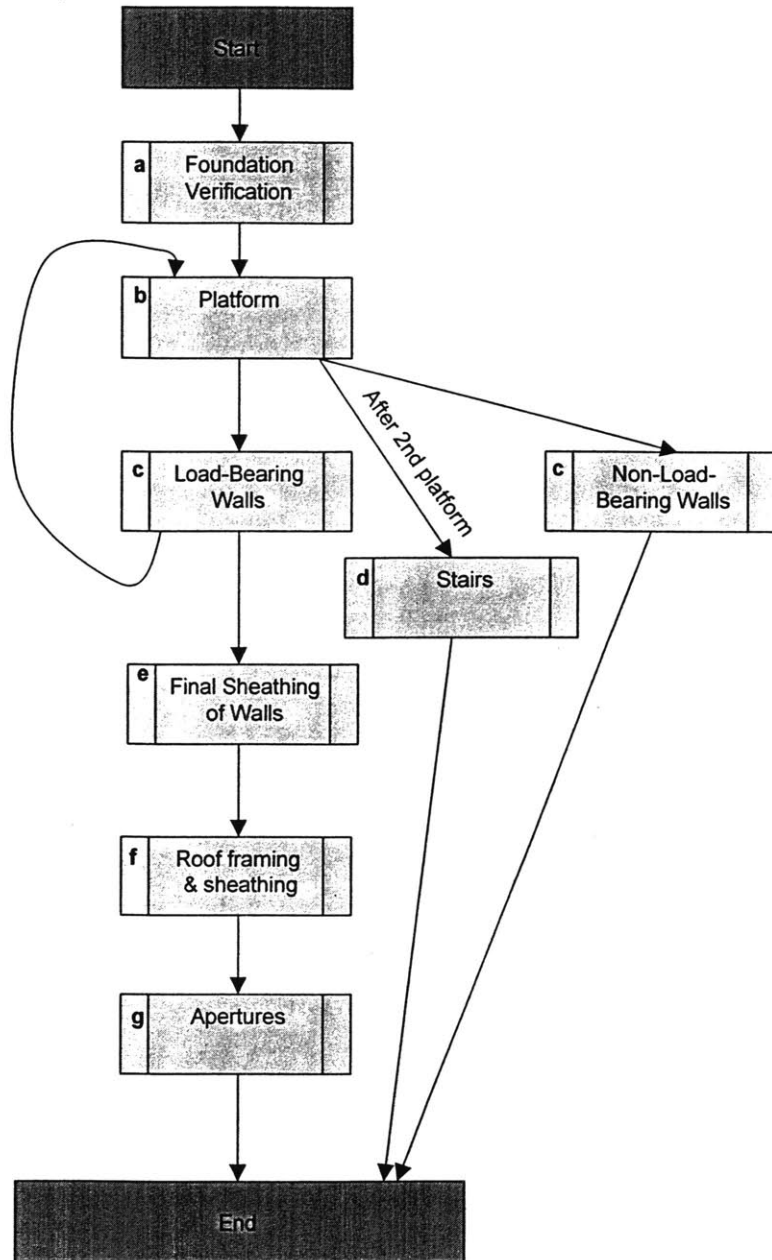 Start
a
Foundation
Verification
b
Platform
After 2nd platform
c
Load-Bearing
Walls
c
Non-Load-
Bearing Walls
d
Stairs
e
Final Sheathing
of Walls
f
Roof framing
& sheathing
g
Apertures
End